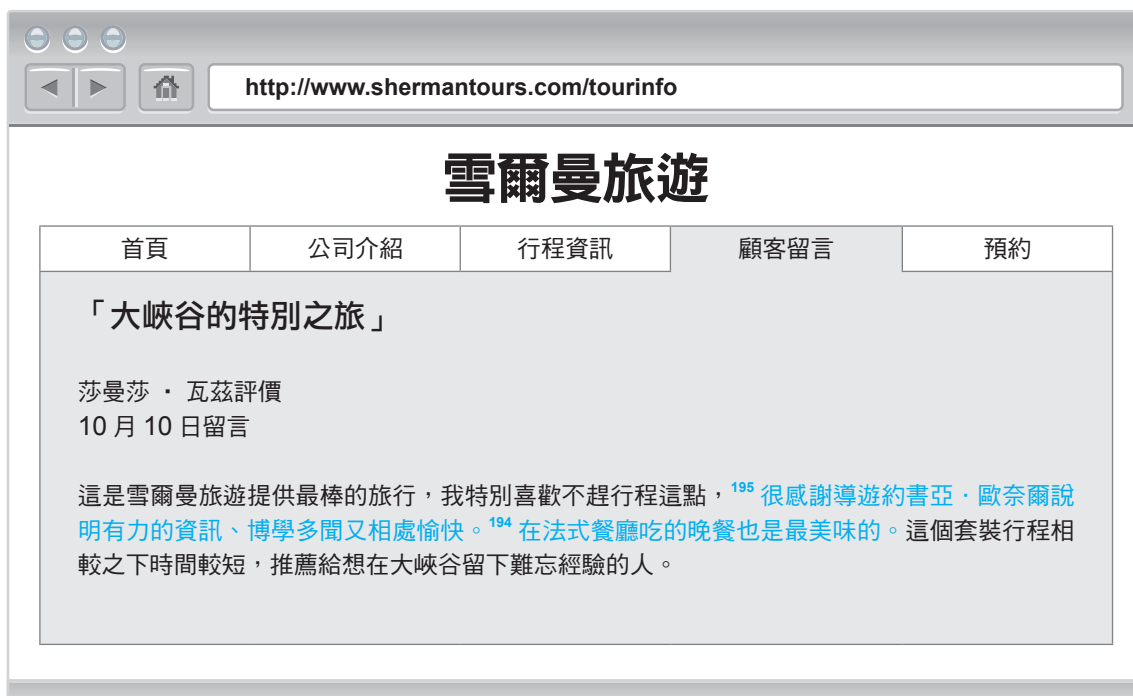 http://www.shermantours.com/tourinfo
雪爾曼旅遊
首頁 公司介紹 行程資訊 顧客留言 預約
「大峽谷的特別之旅」
莎曼莎 · 瓦茲評價
10 月 10 日留言
這是雪爾曼旅遊提供最棒的旅行，我特別喜歡不趕行程這點，195 很感謝導遊約書亞 · 歐奈爾說
明有力的資訊、博學多聞又相處愉快。194 在法式餐廳吃的晚餐也是最美味的。這個套裝行程相
較之下時間較短，推薦給想在大峽谷留下難忘經驗的人。